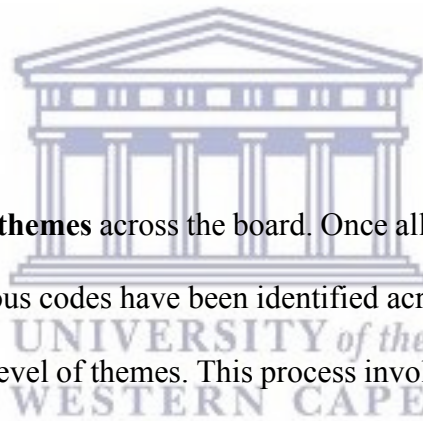 themes across the board. Once all
ous codes have been identified acr
UNIVERSITY of the
evel of themes. This process invol
WESTERN CAPE